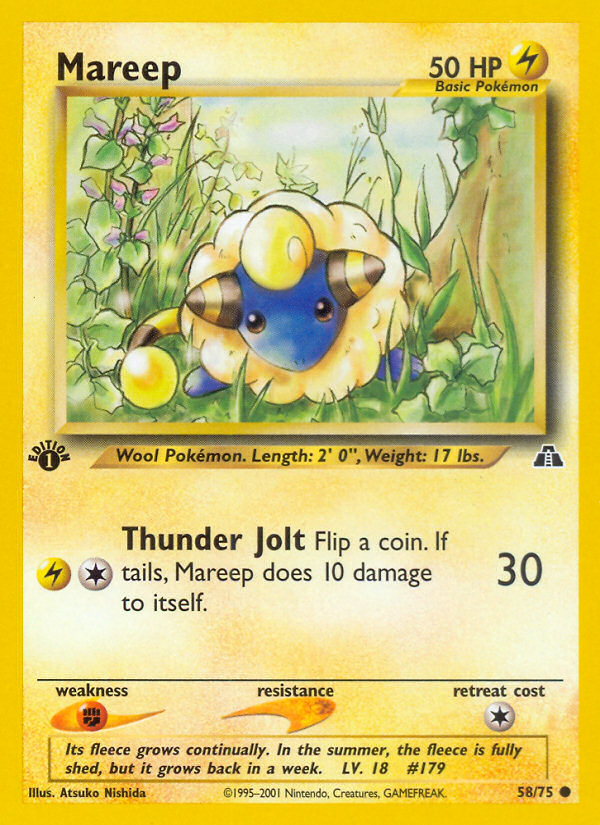 Mareep
50 HP
Basic Pokémon
EDITION
1
Wool Pokémon. Length: 2' 0", Weight: 17 lbs.
Thunder Jolt Flip a coin. If
tails, Mareep does 10 damage
to itself.
30
weakness
resistance
retreat cost
Its fleece grows continually. In the summer, the fleece is fully
shed, but it grows back in a week. LV. 18 #179
Illus. Atsuko Nishida
©1995-2001 Nintendo, Creatures, GAMEFREAK.
58/75